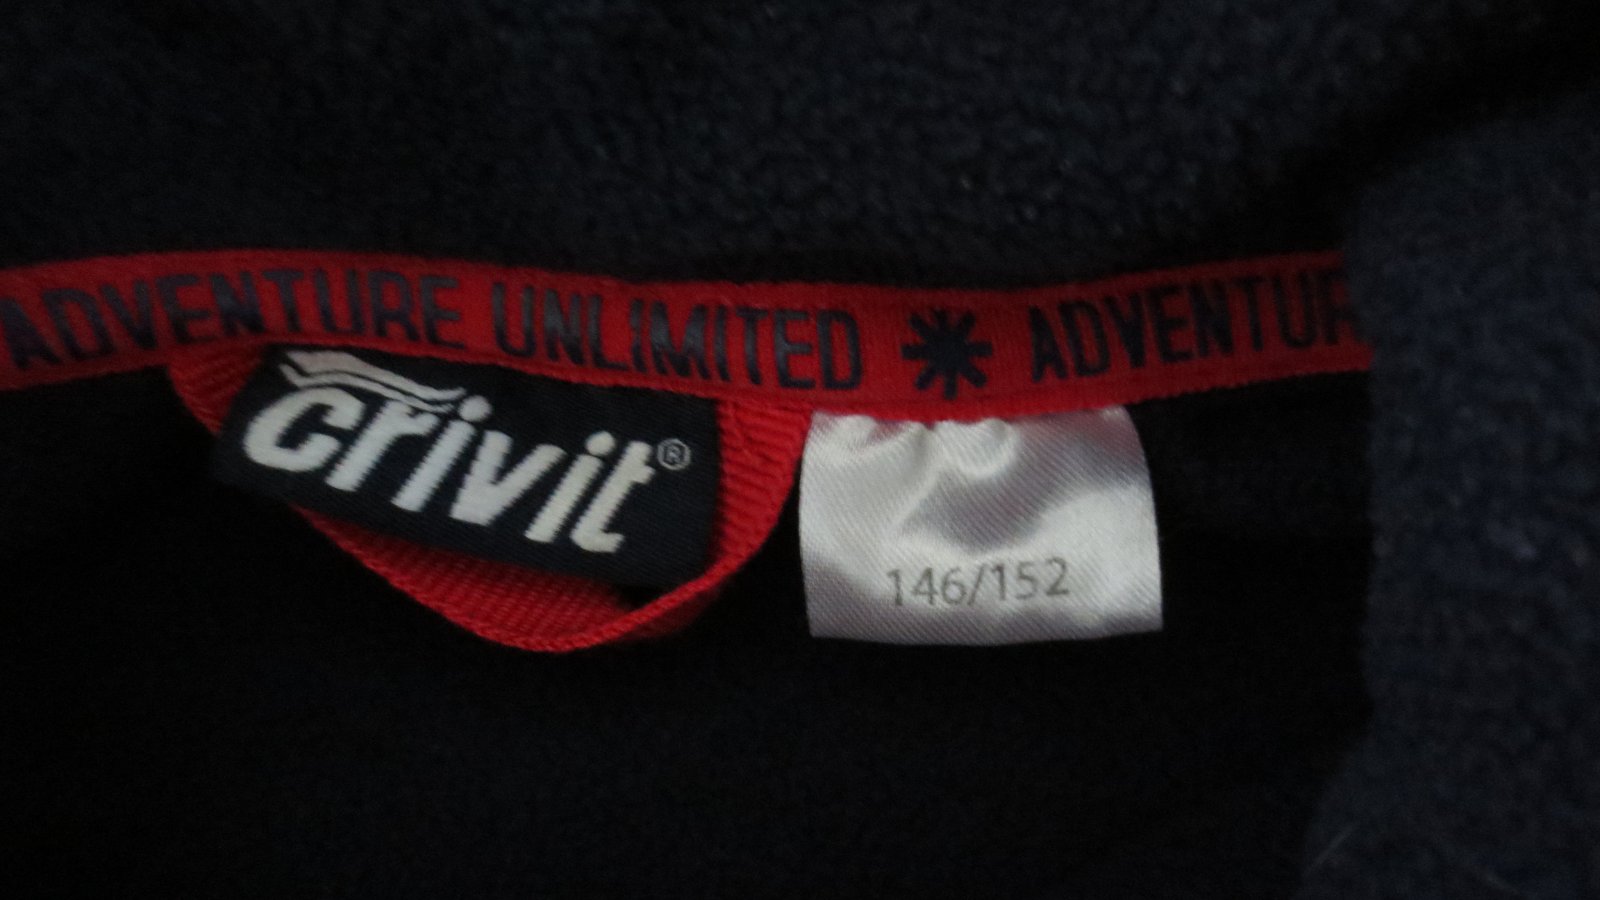 ADVENTURE UNLIMITED * ADVENTUR
crivit®
146/152